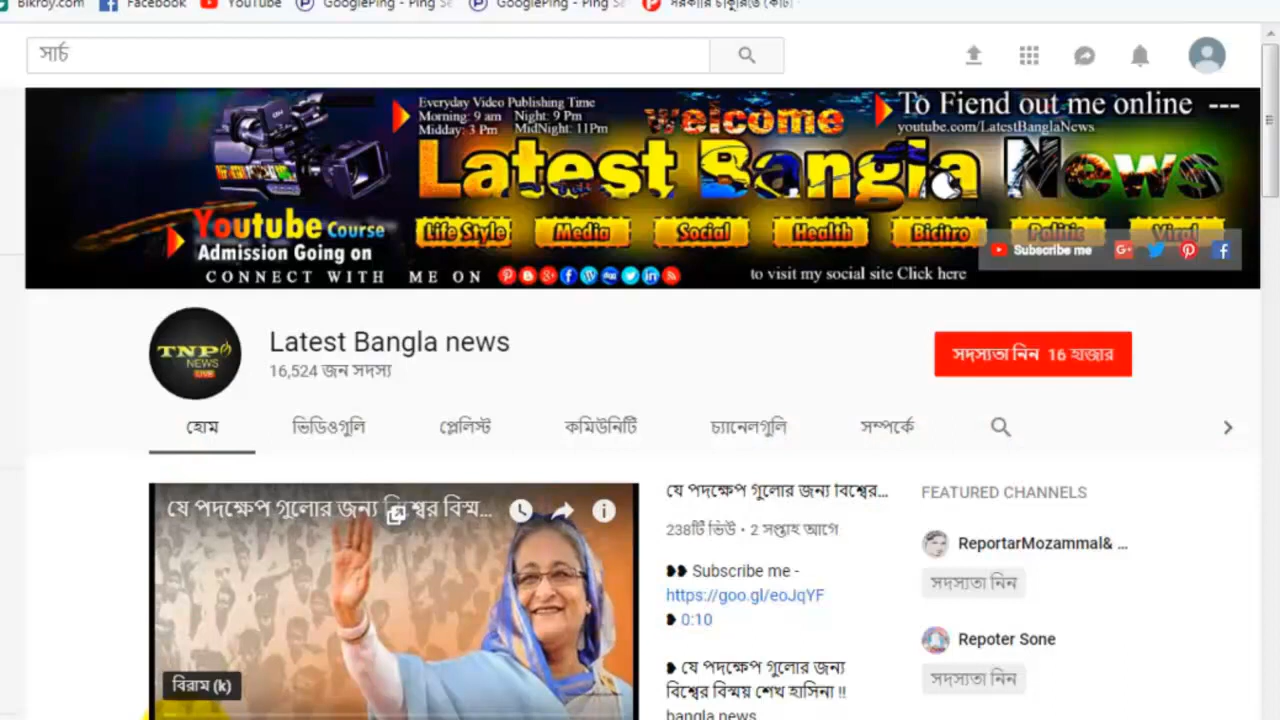 Bikroy.com Facebook YouTube GooglePing - Ping Se GooglePing - Ping Se
সার্চ
Everyday Video Publishing Time
Morning: 9 am Night: 9 Pm
Midday: 3 Pm MidNight: 11Pm
welcome
To Fiend out me online ---
youtube.com/LatestBanglaNews
Latest Bangla News
Youtube Course
Admission Going on
Life Style Media Social Health Bicitro Politic Viral
Subscribe me
CONNECT WITH ME ON
to visit my social site Click here
TNP
NEWS
LIVE
Latest Bangla news
16,524 জন সদস্য
সদস্যতা নিন 16 হাজার
হোম ভিডিওগুলি প্লেলিস্ট কমিউনিটি চ্যানেলগুলি সম্পর্কে
যে পদক্ষেপ গুলোর জন্য বিশ্বের বিস্ম...
বিরাম (k)
যে পদক্ষেপ গুলোর জন্য বিশ্বের...
238টি ভিউ • 2 সপ্তাহ আগে
❥❥ Subscribe me -
https://goo.gl/eoJqYF
❥ 0:10
❥ যে পদক্ষেপ গুলোর জন্য
বিশ্বের বিস্ময় শেখ হাসিনা !!
bangla news
FEATURED CHANNELS
ReportarMozammal& ...
সদস্যতা নিন
Repoter Sone
সদস্যতা নিন